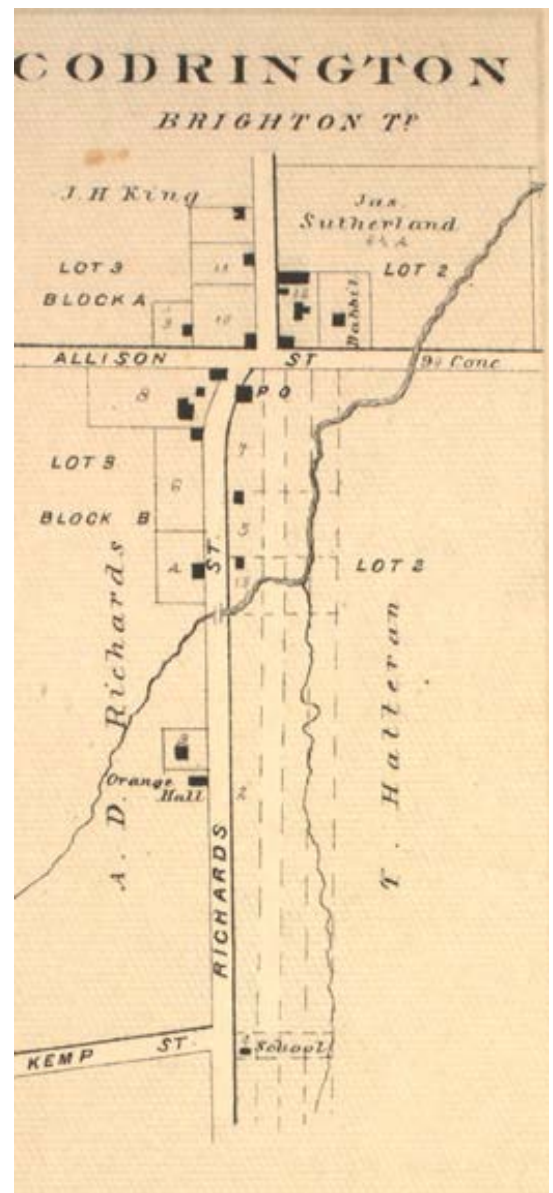 CODRINGTON
BRIGHTON Tp
J. H King
Jas.
Sutherland
LOT 3
11
LOT 2
BLOCK A
9
10
12
Babbit
ALLISON ST
9th Conc
8
P O
LOT 3
7
6
BLOCK B
5
ST.
A
13
LOT 2
A. D. Richards
T. Halleran
Orange
Hall
RICHARDS
KEMP ST.
School